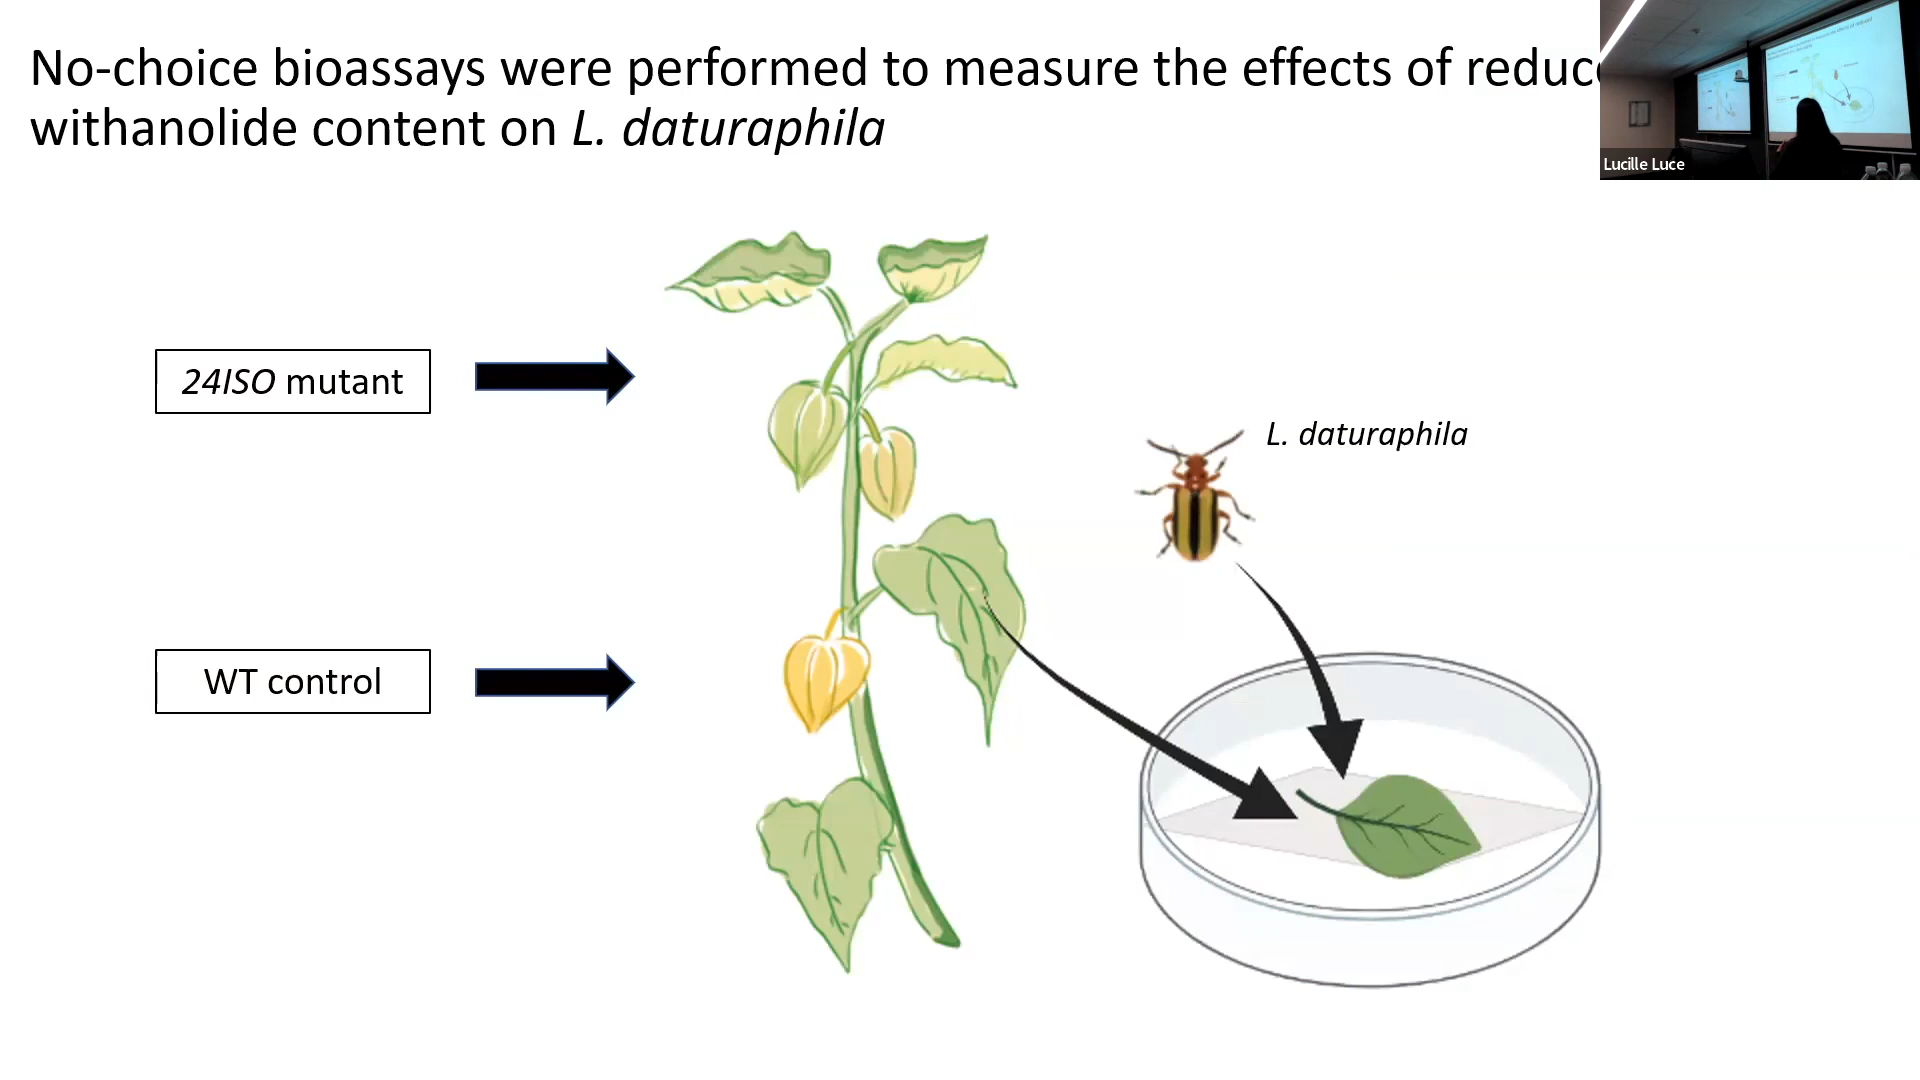 No-choice bioassays were performed to measure the effects of reduc
withanolide content on L. daturaphila
Lucille Luce
24ISO mutant
L. daturaphila
WT control